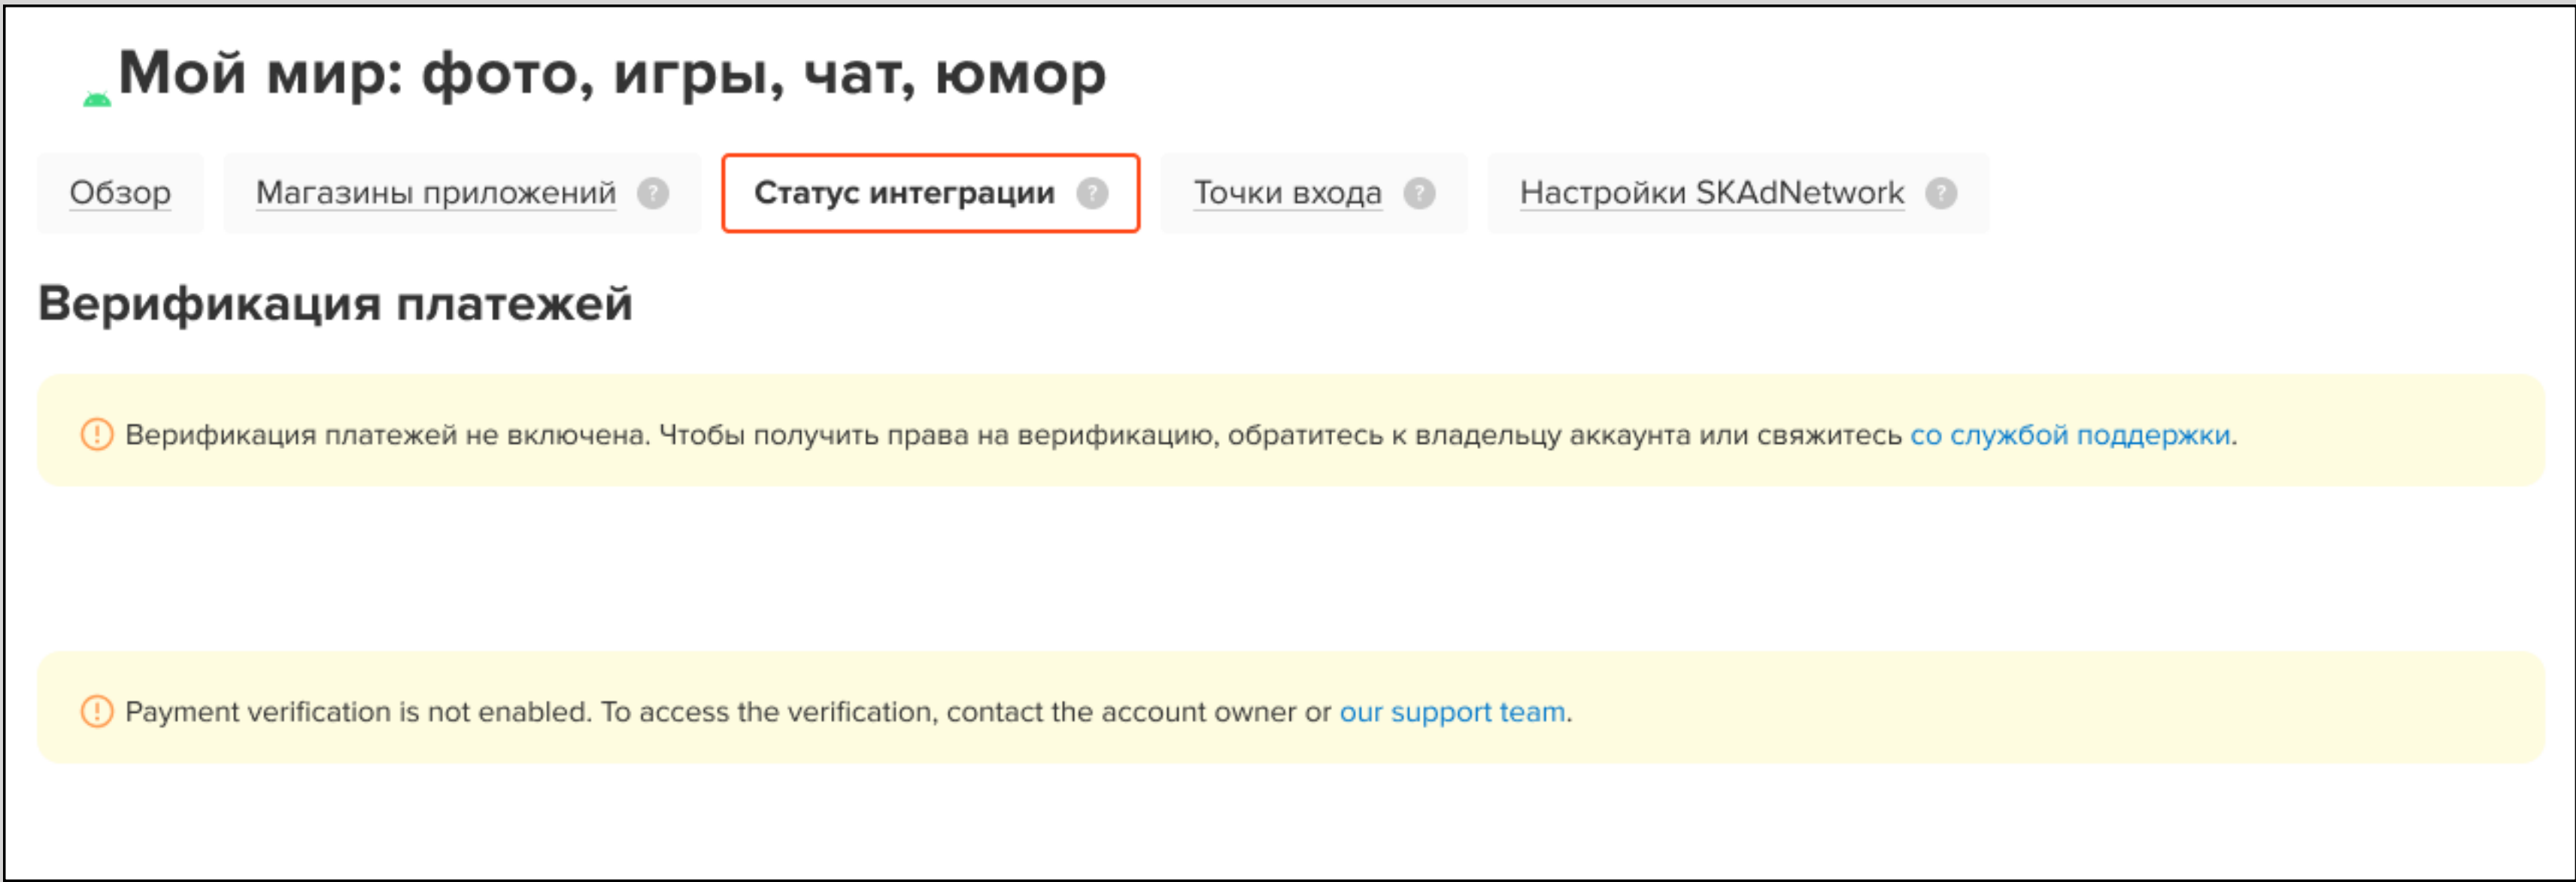 Мой мир: фото, игры, чат, юмор
Обзор Магазины приложений ? Статус интеграции ? Точки входа ? Настройки SKAdNetwork ?
Верификация платежей
Верификация платежей не включена. Чтобы получить права на верификацию, обратитесь к владельцу аккаунта или свяжитесь со службой поддержки.
Payment verification is not enabled. To access the verification, contact the account owner or our support team.